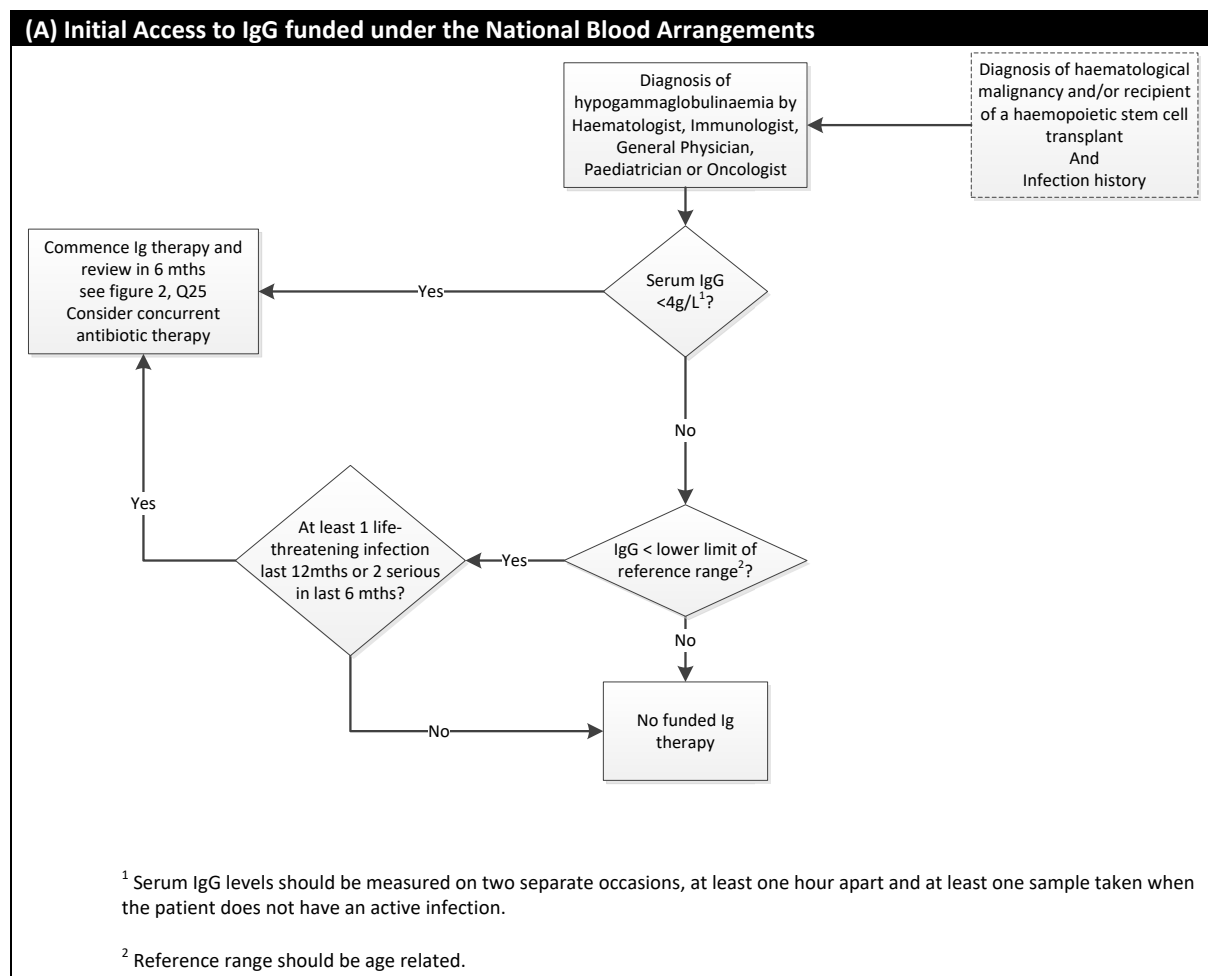 (A) Initial Access to IgG funded under the National Blood Arrangements
Diagnosis of
hypogammaglobulinaemia by
Haematologist, Immunologist,
General Physician,
Paediatrician or Oncologist
Diagnosis of haematological
malignancy and/or recipient
of a haemopoietic stem cell
transplant
And
Infection history
Commence Ig therapy and
review in 6 mths
see figure 2, Q25
Consider concurrent
antibiotic therapy
Yes
Serum IgG
<4g/L¹?
No
Yes
At least 1 life-
threatening infection
last 12mths or 2 serious
in last 6 mths?
Yes
IgG < lower limit of
reference range²?
No
No
No funded Ig
therapy
¹ Serum IgG levels should be measured on two separate occasions, at least one hour apart and at least one sample taken when
the patient does not have an active infection.
² Reference range should be age related.